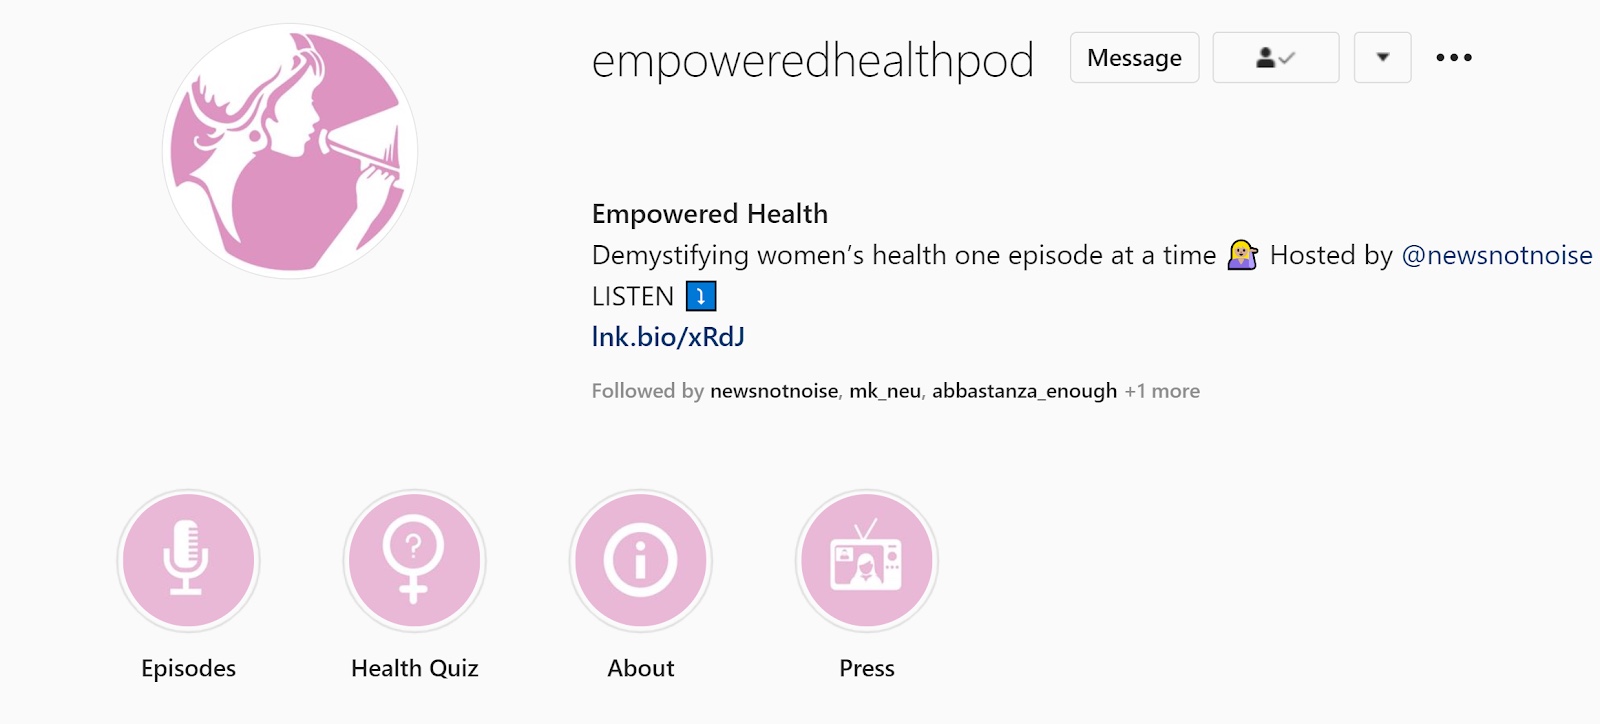 empoweredhealthpod Message
Empowered Health
Demystifying women’s health one episode at a time 💁🏼‍♀️ Hosted by @newsnotnoise
LISTEN ⤵️
lnk.bio/xRdJ
Followed by newsnotnoise, mk_neu, abbastanza_enough +1 more
Episodes Health Quiz About Press